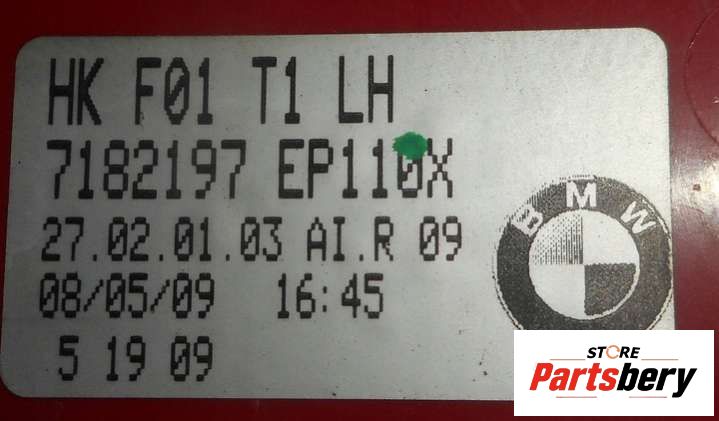 HK F01 T1 LH
7182197 EP110X
27.02.01.03 AI.R 09
08/05/09 16:45
5 19 09
BMW
STORE
Partsbery